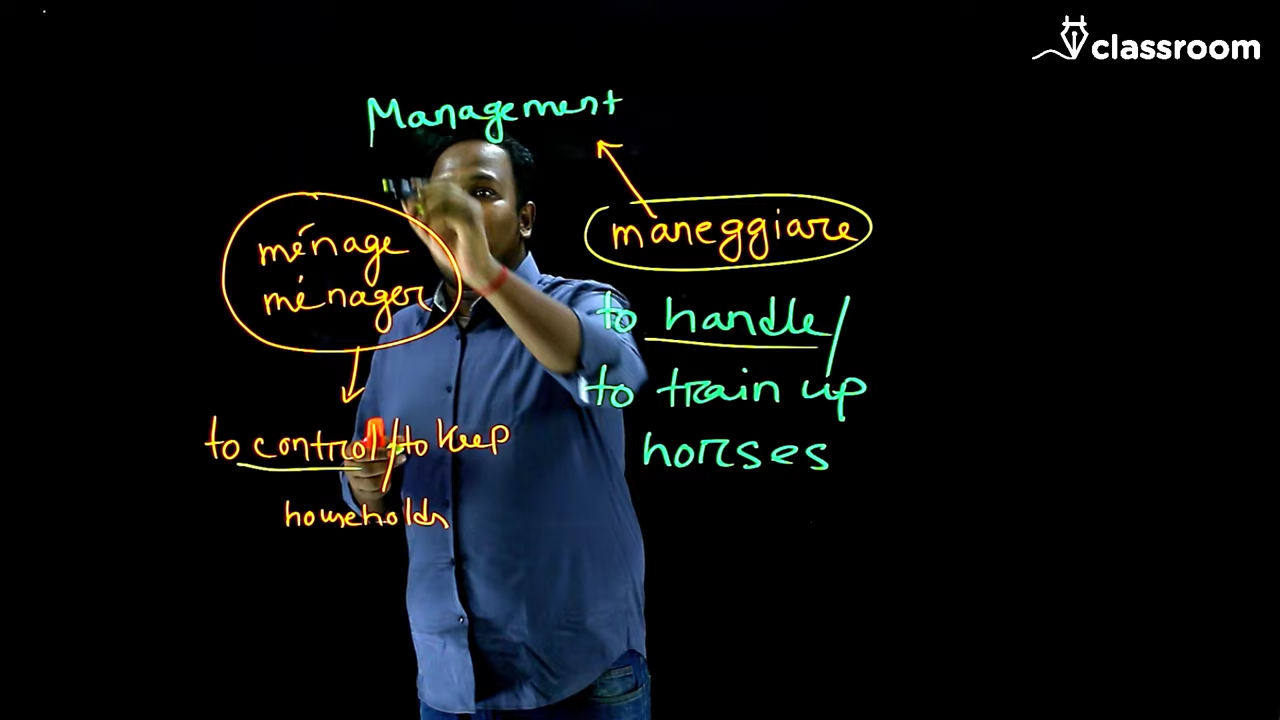 classroom
Management
ménage
ménager
maneggiare
to handle/
to train up
horses
to control/to keep
households